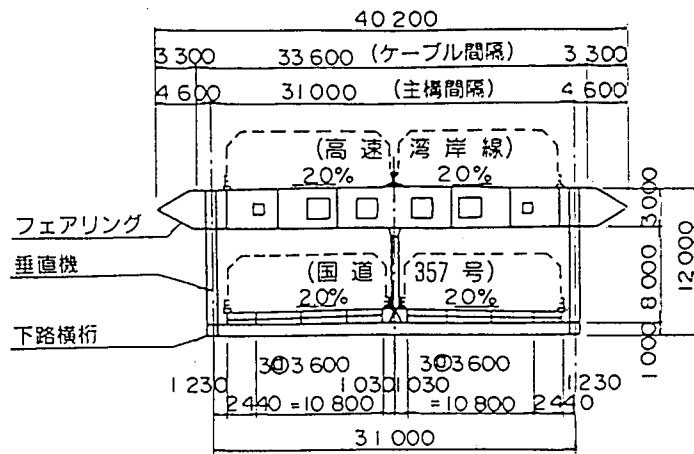 40 200
3 300 33 600 (ケーブル間隔) 3 300
4 600 31 000 (主構間隔) 4 600
(高速 湾岸線)
2.0% 2.0%
3 000
フェアリング
垂直機
(国道 357 号)
2.0% 2.0%
8 000
12 000
下路横桁
1 000
3@3 600 3@3 600
1 230 1 030 1 030 1 230
2 440 =10 800 =10 800 2 440
31 000